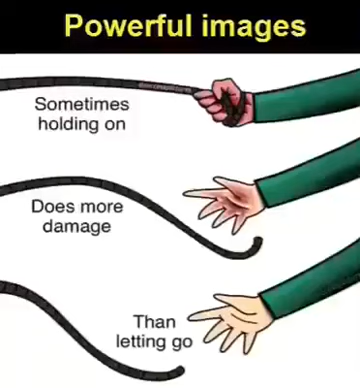 Powerful images
Sometimes
holding on
Does more
damage
Than
letting go